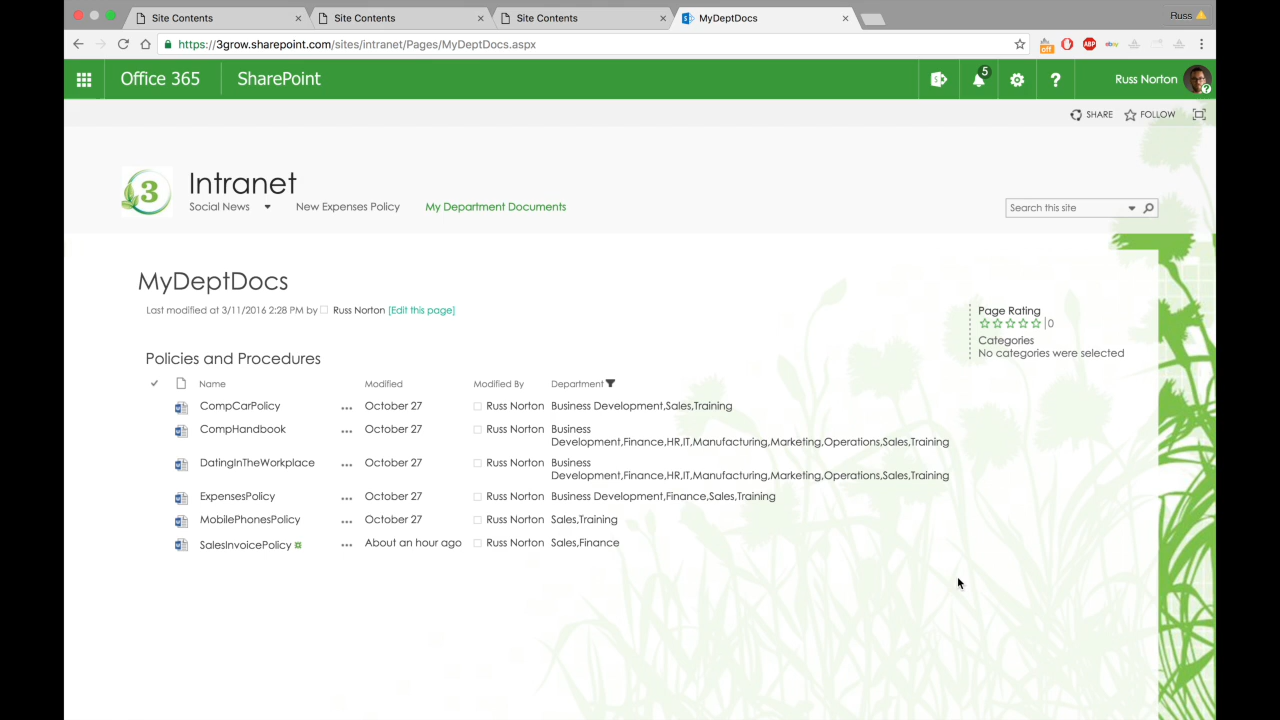 Site Contents
Site Contents
Site Contents
MyDeptDocs
Russ
https://3grow.sharepoint.com/sites/intranet/Pages/MyDeptDocs.aspx
off
ABP
ebay
Office 365
SharePoint
5
?
Russ Norton
SHARE
FOLLOW
3
Intranet
Social News
New Expenses Policy
My Department Documents
Search this site
MyDeptDocs
Last modified at 3/11/2016 2:28 PM by Russ Norton [Edit this page]
Page Rating
|0
Categories
No categories were selected
Policies and Procedures
Name Modified Modified By Department
CompCarPolicy ... October 27 Russ Norton Business Development,Sales,Training
CompHandbook ... October 27 Russ Norton Business
Development,Finance,HR,IT,Manufacturing,Marketing,Operations,Sales,Training
DatingInTheWorkplace ... October 27 Russ Norton Business
Development,Finance,HR,IT,Manufacturing,Marketing,Operations,Sales,Training
ExpensesPolicy ... October 27 Russ Norton Business Development,Finance,Sales,Training
MobilePhonesPolicy ... October 27 Russ Norton Sales,Training
SalesInvoicePolicy ... About an hour ago Russ Norton Sales,Finance